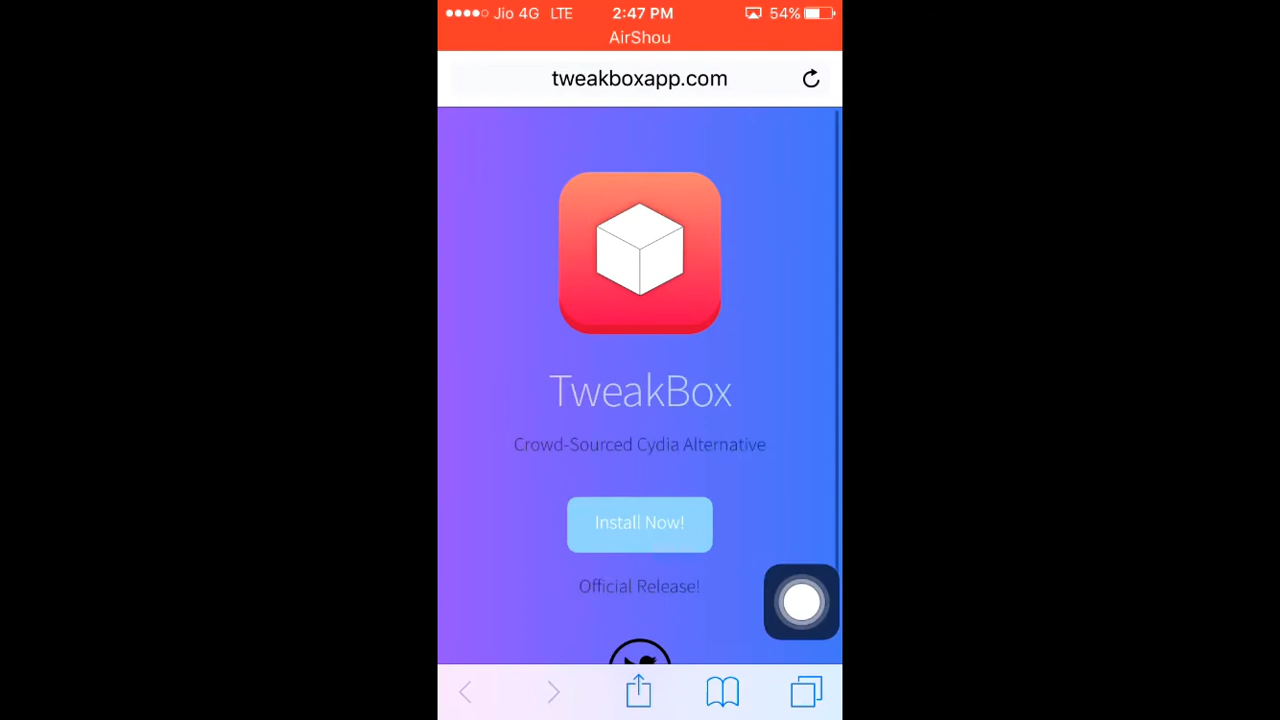 Jio 4G LTE 2:47 PM 54%
AirShou
tweakboxapp.com
TweakBox
Crowd-Sourced Cydia Alternative
Install Now!
Official Release!